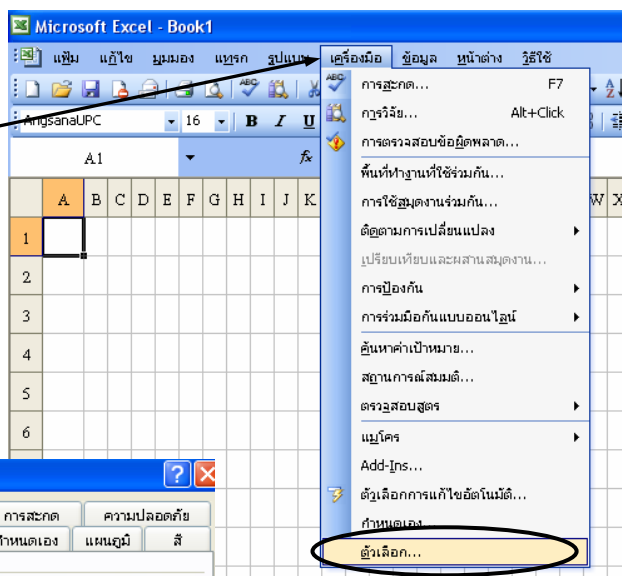 Microsoft Excel - Book1
แฟ้ม แก้ไข มุมมอง แทรก รูปแบบ เครื่องมือ ข้อมูล หน้าต่าง วิธีใช้
AngsanaUPC 16 B I U
A1 fx
A B C D E F G H I J K W X
1
2
3
4
5
6
การสะกด... F7
การวิจัย... Alt+Click
การตรวจสอบข้อผิดพลาด...
พื้นที่ทำงานที่ใช้ร่วมกัน...
การใช้สมุดงานร่วมกัน...
ติดตามการเปลี่ยนแปลง
เปรียบเทียบและผสานสมุดงาน...
การป้องกัน
การร่วมมือกันแบบออนไลน์
ค้นหาค่าเป้าหมาย...
สถานการณ์สมมติ...
ตรวจสอบสูตร
แมโคร
Add-Ins...
ตัวเลือกการแก้ไขอัตโนมัติ...
กำหนดเอง...
ตัวเลือก...
การสะกด ความปลอดภัย
กำหนดเอง แผนภูมิ สี